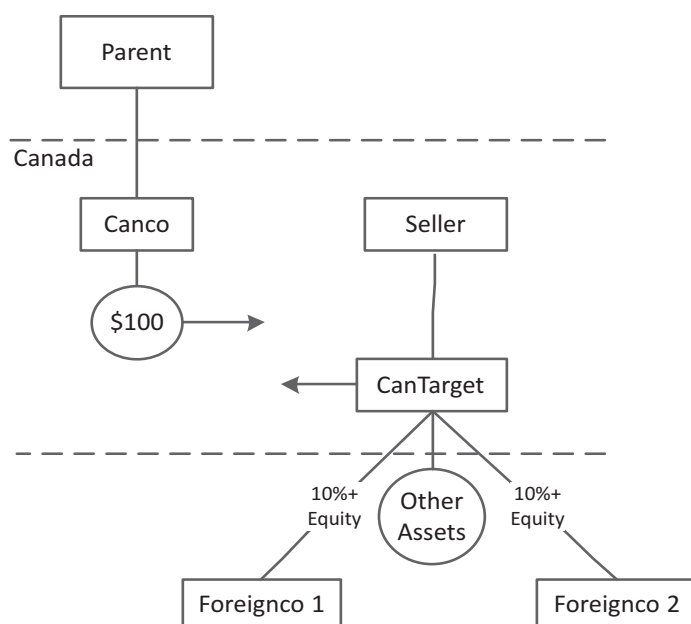 Parent
Canada
Canco
Seller
$100
CanTarget
10%+
Equity
Other
Assets
10%+
Equity
Foreignco 1
Foreignco 2